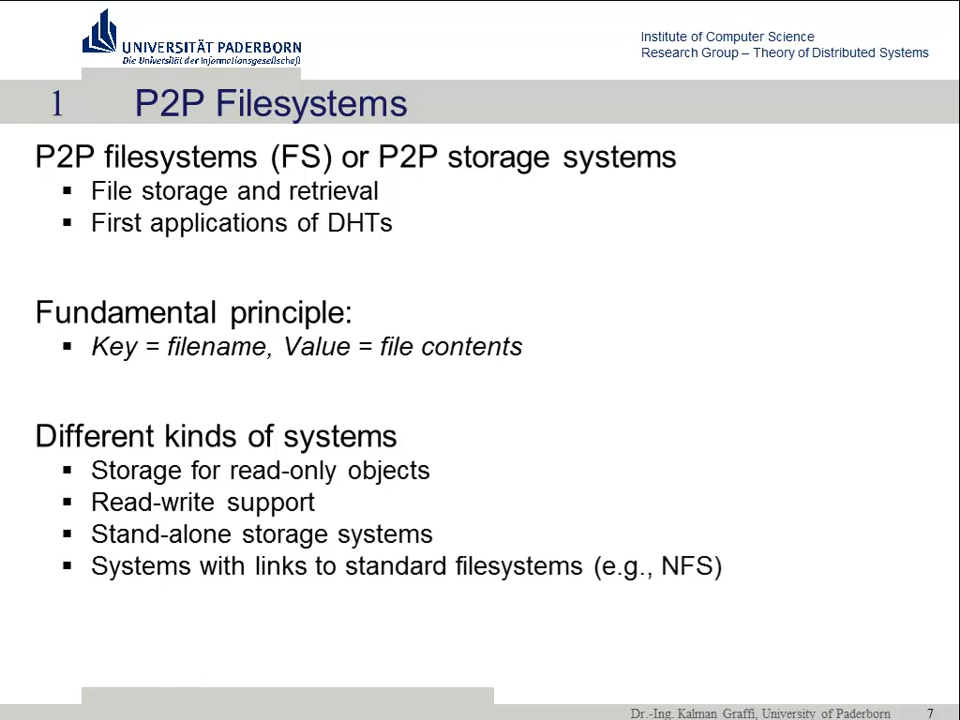 UNIVERSITÄT PADERBORN
Die Universität der Informationsgesellschaft
Institute of Computer Science
Research Group – Theory of Distributed Systems
1 P2P Filesystems
P2P filesystems (FS) or P2P storage systems
▪ File storage and retrieval
▪ First applications of DHTs
Fundamental principle:
▪ Key = filename, Value = file contents
Different kinds of systems
▪ Storage for read-only objects
▪ Read-write support
▪ Stand-alone storage systems
▪ Systems with links to standard filesystems (e.g., NFS)
Dr.-Ing. Kalman Graffi, University of Paderborn 7